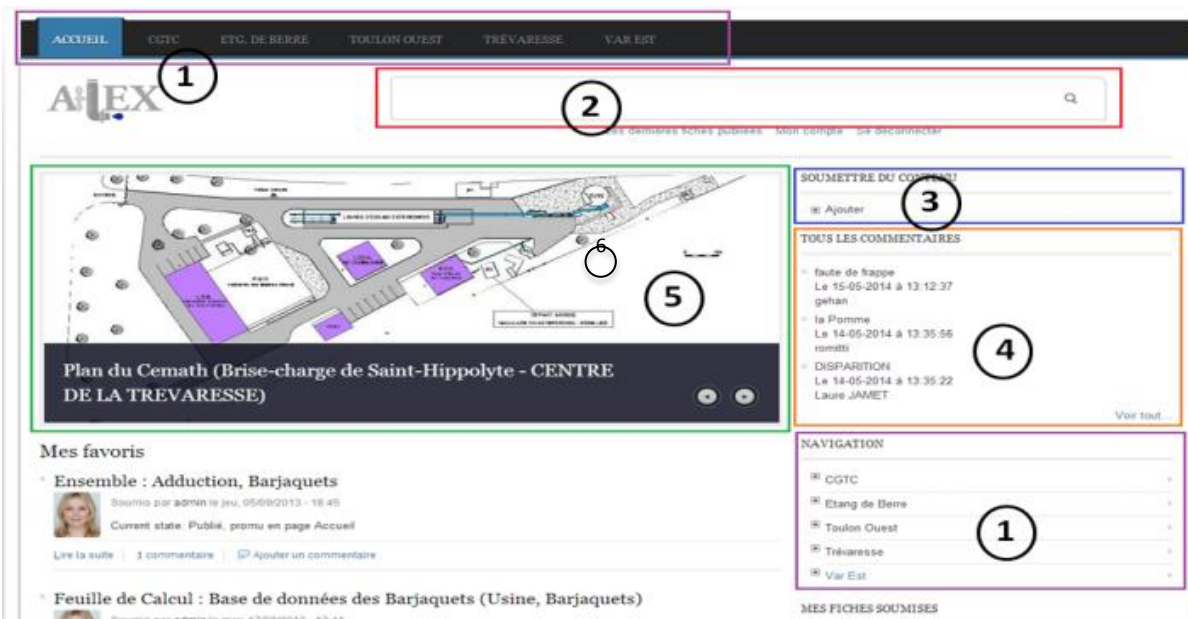 ACCUEIL CGTC ETG. DE BERRE TOULON OUEST TRÉVARESSE VAR EST
1
ALEX
2
Les dernières fiches publiées Mon compte Se déconnecter
SOUMETTRE DU CONTENU
Ajouter
3
TOUS LES COMMENTAIRES
faute de frappe
Le 15-05-2014 à 13:12:37
gehan
la Pomme
Le 14-05-2014 à 13:35:56
romitti
DISPARITION
Le 14-05-2014 à 13:35:22
Laure JAMET
4
Voir tout...
6
5
Plan du Cemath (Brise-charge de Saint-Hippolyte - CENTRE
DE LA TREVARESSE)
NAVIGATION
CGTC
Etang de Berre
Toulon Ouest
Trévaresse
Var Est
1
MES FICHES SOUMISES
Mes favoris
Ensemble : Adduction, Barjaquets
Soumis par admin le jeu, 05/09/2013 - 18:45
Current state: Publié, promu en page Accueil
Lire la suite 1 commentaire Ajouter un commentaire
Feuille de Calcul : Base de données des Barjaquets (Usine, Barjaquets)